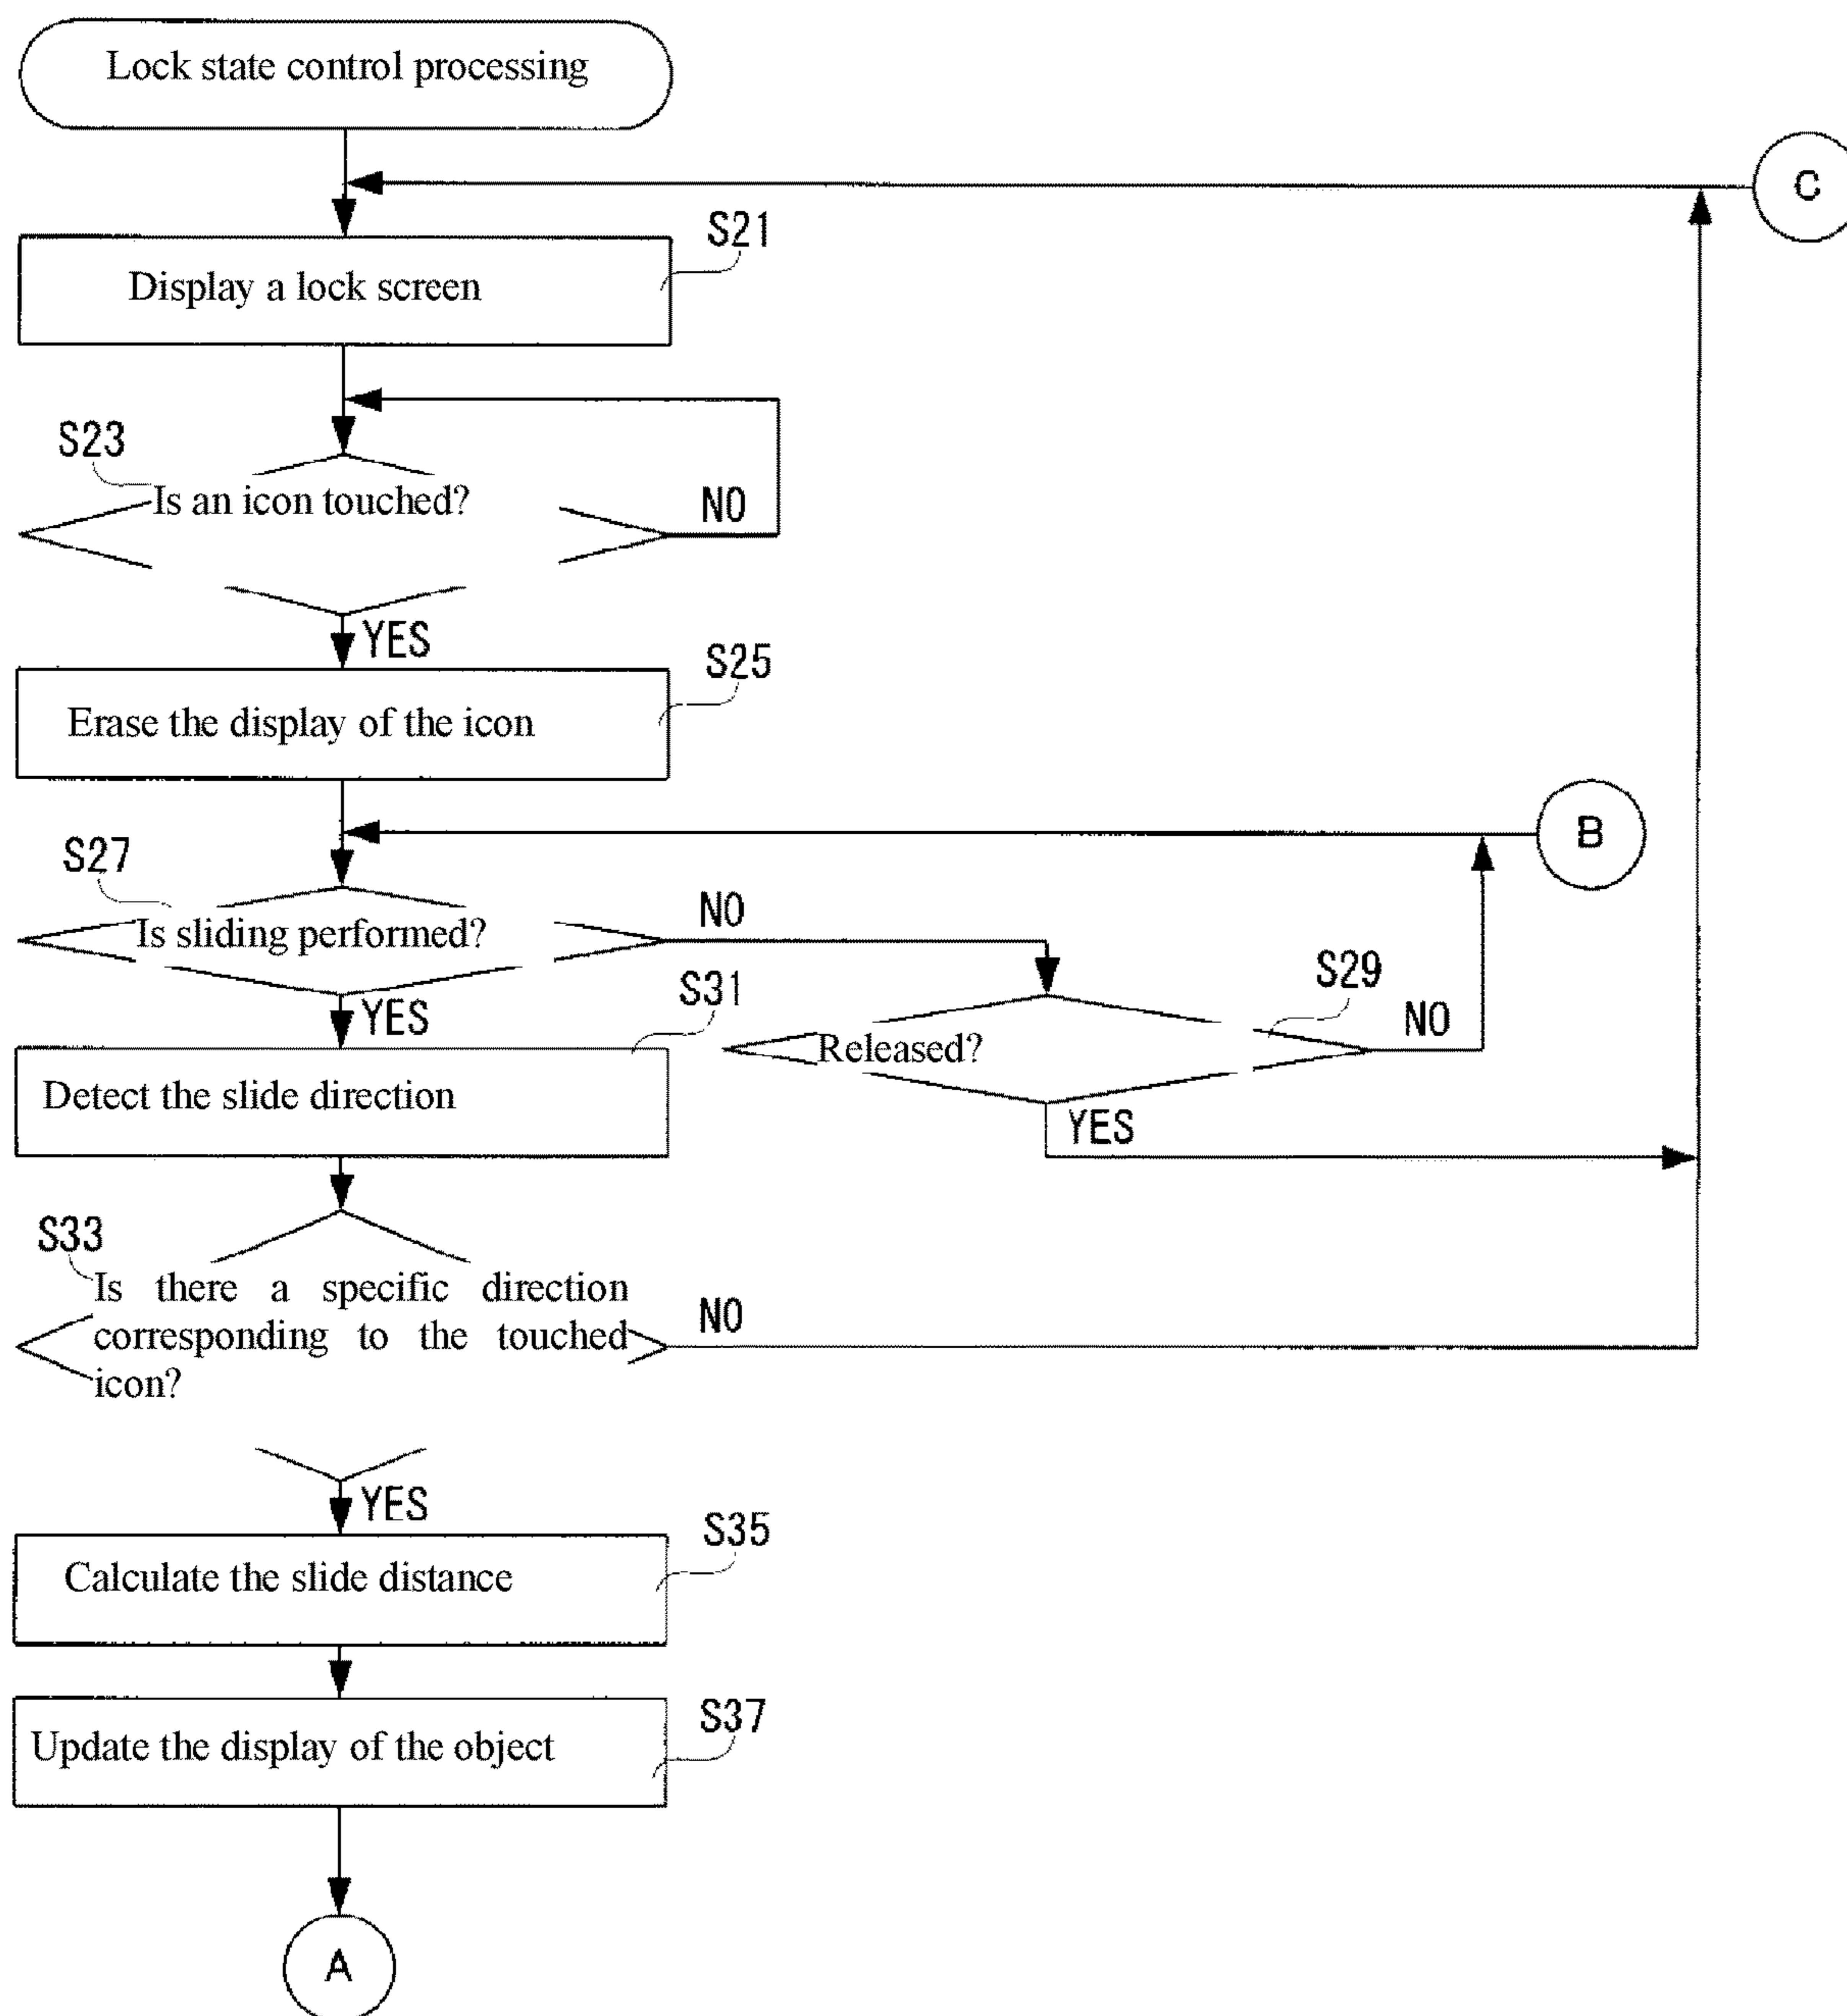 Lock state control processing
C
S21
Display a lock screen
S23
Is an icon touched?
NO
YES
S25
Erase the display of the icon
B
S27
Is sliding performed?
NO
S29
Released?
NO
YES
YES
S31
Detect the slide direction
S33
Is there a specific direction
corresponding to the touched
icon?
NO
YES
S35
Calculate the slide distance
S37
Update the display of the object
A